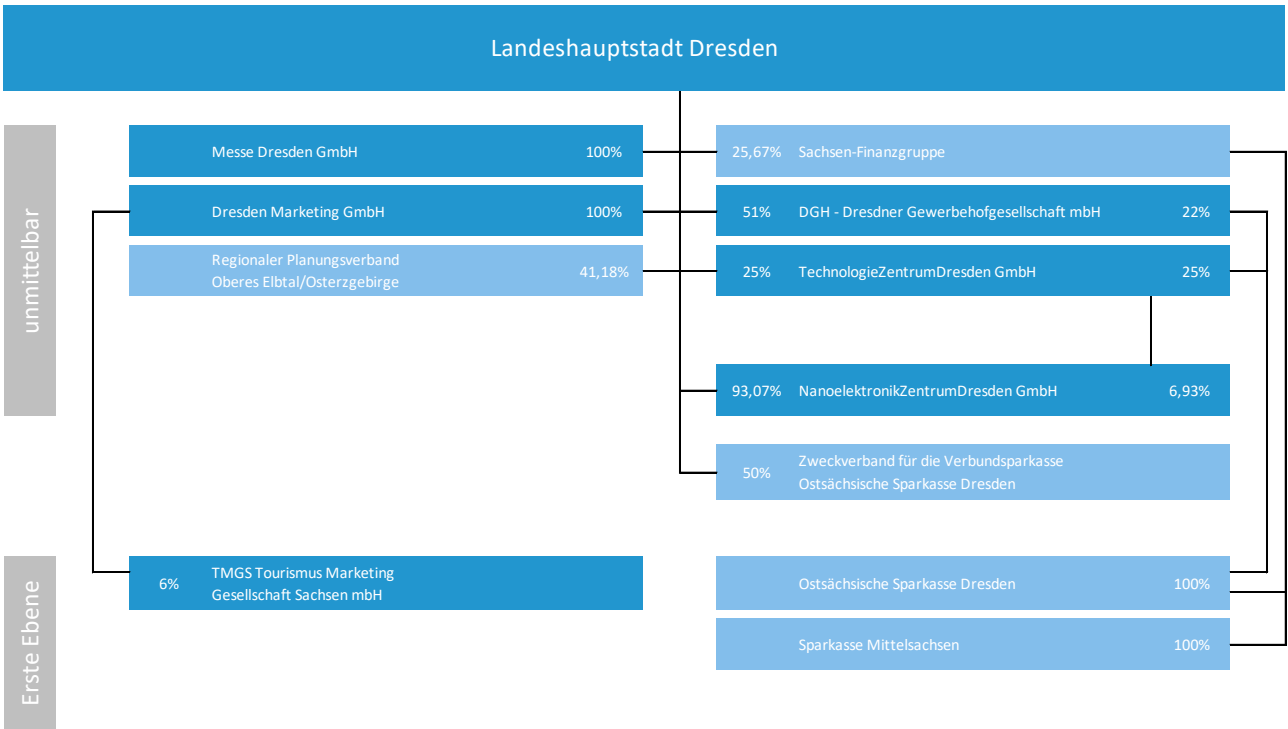 Landeshauptstadt Dresden
unmittelbar
Messe Dresden GmbH 100%
Dresden Marketing GmbH 100%
Regionaler Planungsverband
Oberes Elbtal/Osterzgebirge
41,18%
25,67% Sachsen-Finanzgruppe
51% DGH - Dresdner Gewerbehofgesellschaft mbH 22%
25% TechnologieZentrumDresden GmbH 25%
93,07% NanoelektronikZentrumDresden GmbH 6,93%
50%
Zweckverband für die Verbundsparkasse
Ostsächsische Sparkasse Dresden
Erste Ebene
6%
TMGS Tourismus Marketing
Gesellschaft Sachsen mbH
Ostsächsische Sparkasse Dresden 100%
Sparkasse Mittelsachsen 100%